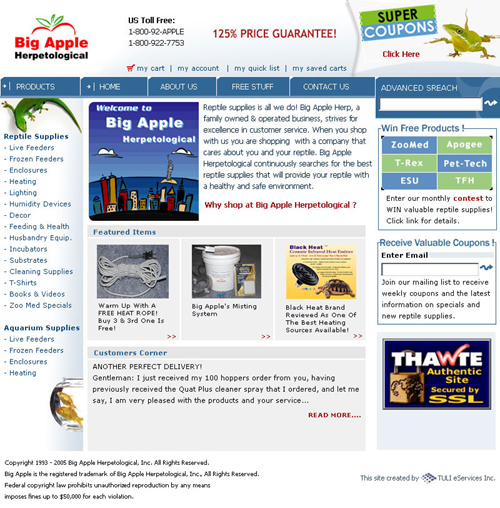 Big Apple
Herpetological
US Toll Free:
1-800-92-APPLE
1-800-922-7753
125% PRICE GUARANTEE!
SUPER
COUPONS
Click Here
my cart | my account | my quick list | my saved carts
PRODUCTS
HOME
ABOUT US
FREE STUFF
CONTACT US
ADVANCED SREACH
Reptile Supplies
- Live Feeders
- Frozen Feeders
- Enclosures
- Heating
- Lighting
- Humidity Devices
- Decor
- Feeding & Health
- Husbandry Equip.
- Incubators
- Substrates
- Cleaning Supplies
- T-Shirts
- Books & Videos
- Zoo Med Specials
Aquarium Supplies
- Live Feeders
- Frozen Feeders
- Enclosures
- Heating
Welcome to
Big Apple
Herpetological
Reptile supplies is all we do! Big Apple Herp, a
family owned & operated business, strives for
excellence in customer service. When you shop
with us you are shopping with a company that
cares about you and your reptile. Big Apple
Herpetological continuously searches for the best
reptile supplies that will provide your reptile with
a healthy and safe environment.
Why shop at Big Apple Herpetological ?
Featured Items
Warm Up With A
FREE HEAT ROPE!
Buy 3 & 3rd One Is
Free!
>>
Big Apple's Misting
System
>>
Black Heat
Black Heat Brand
Reviewed As One Of
The Best Heating
Sources Available!
>>
Customers Corner
ANOTHER PERFECT DELIVERY!
Gentleman: I just received my 100 hoppers order from you, having
previously received the Quat Plus cleaner spray that I ordered, and let me
say, I am very pleased with the products and your service...
READ MORE....
Win Free Products !
ZooMed
Apogee
T-Rex
Pet-Tech
ESU
TFH
Enter our monthly contest to
WIN valuable reptile supplies!
Click link for details.
Receive Valuable Coupons !
Enter Email
Join our mailing list to receive
weekly coupons and the latest
information on specials and
new reptile supplies.
THAWTE
Authentic
Site
Secured by
SSL
Copyright 1993 - 2005 Big Apple Herpetological, Inc. All Rights Reserved.
Big Apple is the registered trademark of Big Apple Herpetological, Inc., All Rights Reserved.
Federal copyright law prohibits unauthorized reproduction by any means
imposes fines up to $50,000 for each violation.
This site created by TULI eServices Inc.